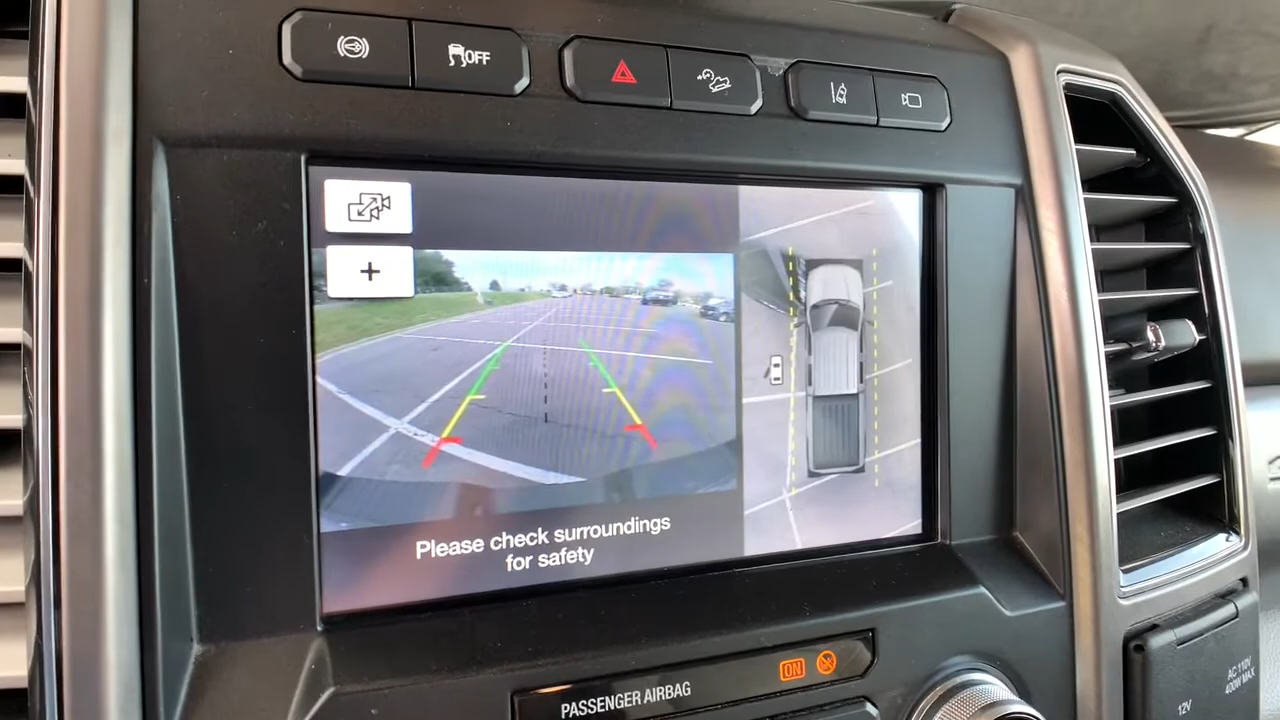 OFF
+
Please check surroundings
for safety
ON
PASSENGER AIRBAG
AC 110V
400W MAX
12V